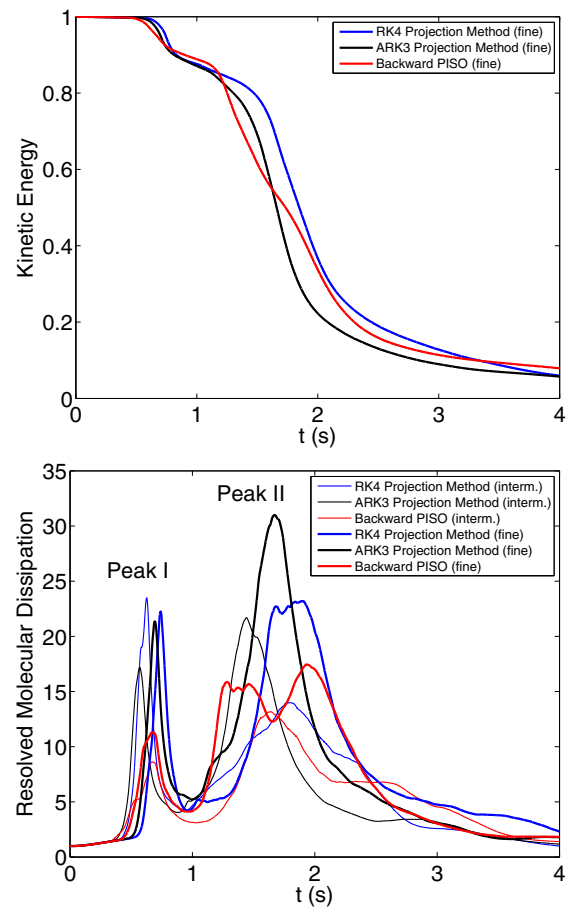 1
0.8
0.6
0.4
0.2
0
Kinetic Energy
RK4 Projection Method (fine)
ARK3 Projection Method (fine)
Backward PISO (fine)
0 1 2 3 4
t (s)
35
30
25
20
15
10
5
0
Resolved Molecular Dissipation
Peak I
Peak II
RK4 Projection Method (interm.)
ARK3 Projection Method (interm.)
Backward PISO (interm.)
RK4 Projection Method (fine)
ARK3 Projection Method (fine)
Backward PISO (fine)
0 1 2 3 4
t (s)